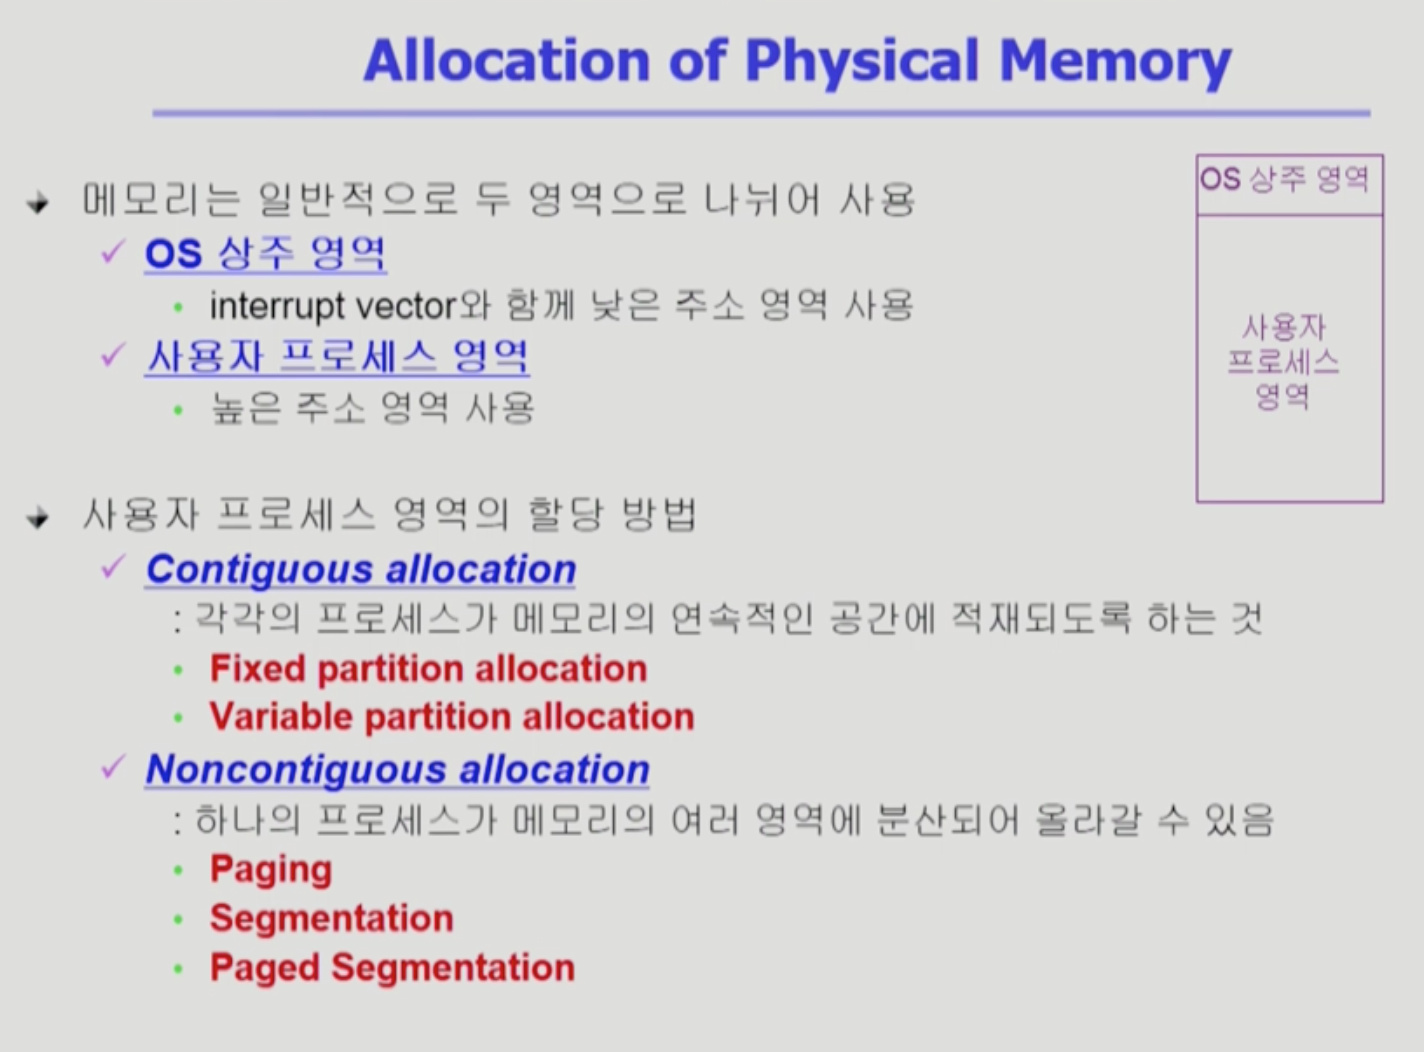 Allocation of Physical Memory
메모리는 일반적으로 두 영역으로 나뉘어 사용
OS 상주 영역
interrupt vector와 함께 낮은 주소 영역 사용
사용자 프로세스 영역
높은 주소 영역 사용
OS 상주 영역
사용자
프로세스
영역
사용자 프로세스 영역의 할당 방법
Contiguous allocation
: 각각의 프로세스가 메모리의 연속적인 공간에 적재되도록 하는 것
Fixed partition allocation
Variable partition allocation
Noncontiguous allocation
: 하나의 프로세스가 메모리의 여러 영역에 분산되어 올라갈 수 있음
Paging
Segmentation
Paged Segmentation